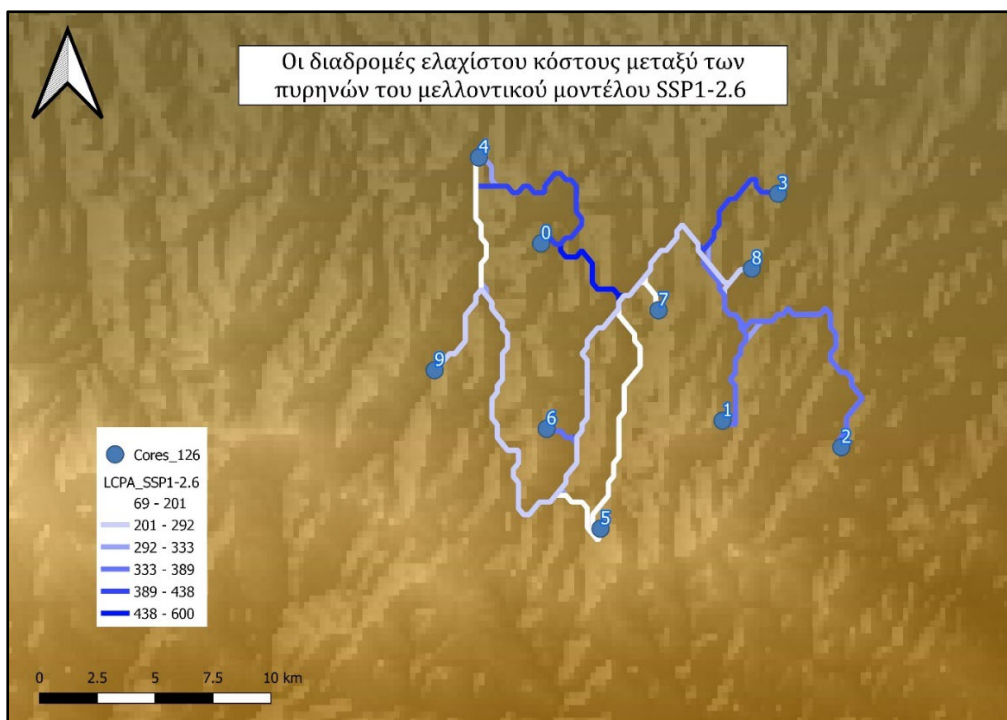 Οι διαδρομές ελαχίστου κόστους μεταξύ των
πυρηνών του μελλοντικού μοντέλου SSP1-2.6
4
3
0
8
7
9
1
6
2
5
Cores_126
LCPA_SSP1-2.6
69 - 201
201 - 292
292 - 333
333 - 389
389 - 438
438 - 600
0 2.5 5 7.5 10 km